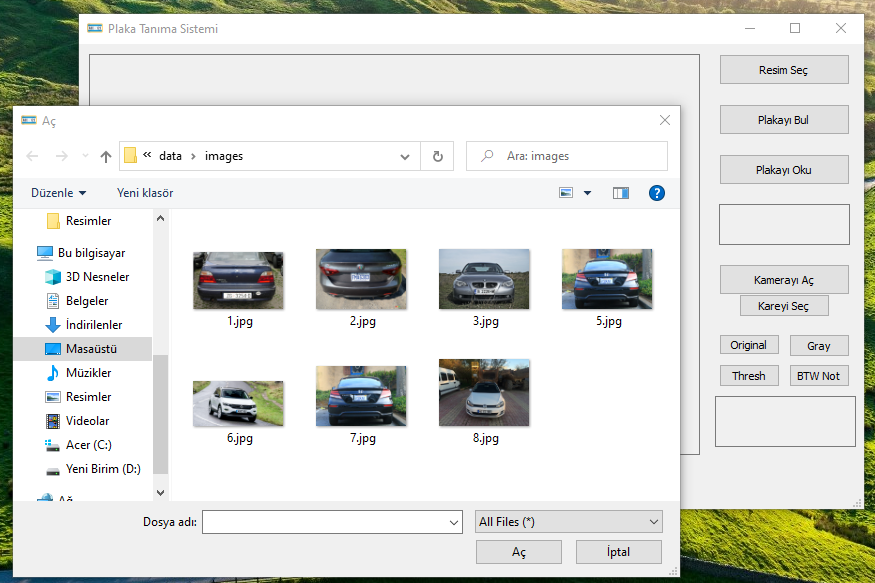 Plaka Tanıma Sistemi
Resim Seç
Plakayı Bul
Plakayı Oku
Kamerayı Aç
Kareyi Seç
Original
Gray
Thresh
BTW Not
Aç
« data › images
Ara: images
Düzenle
Yeni klasör
?
Resimler
Bu bilgisayar
3D Nesneler
Belgeler
İndirilenler
Masaüstü
Müzikler
Resimler
Videolar
Acer (C:)
Yeni Birim (D:)
Ağ
1.jpg
2.jpg
3.jpg
5.jpg
6.jpg
7.jpg
8.jpg
Dosya adı:
All Files (*)
Aç
İptal